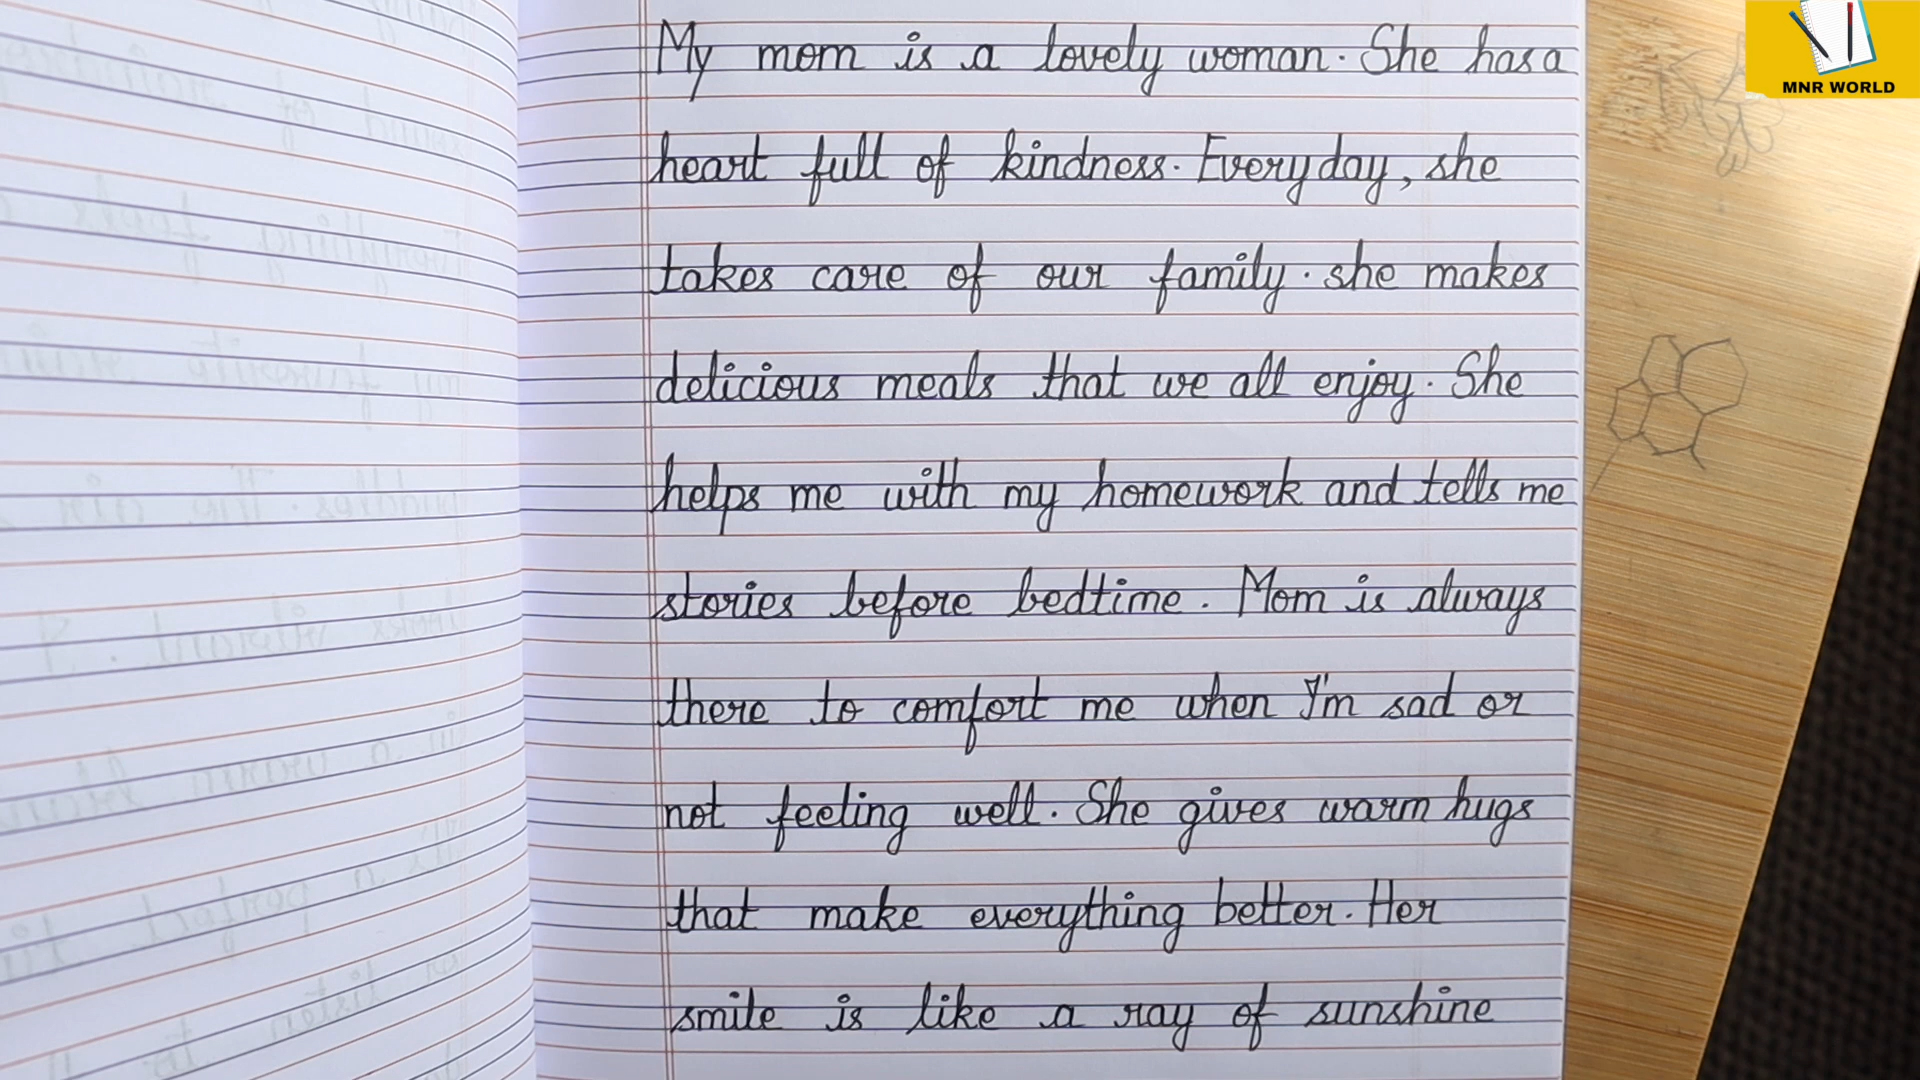 MNR WORLD
My mom is a lovely woman. She has a
heart full of kindness. Everyday, she
takes care of our family. she makes
delicious meals that we all enjoy. She
helps me with my homework and tells me
stories before bedtime. Mom is always
there to comfort me when I'm sad or
not feeling well. She gives warm hugs
that make everything better. Her
smile is like a ray of sunshine